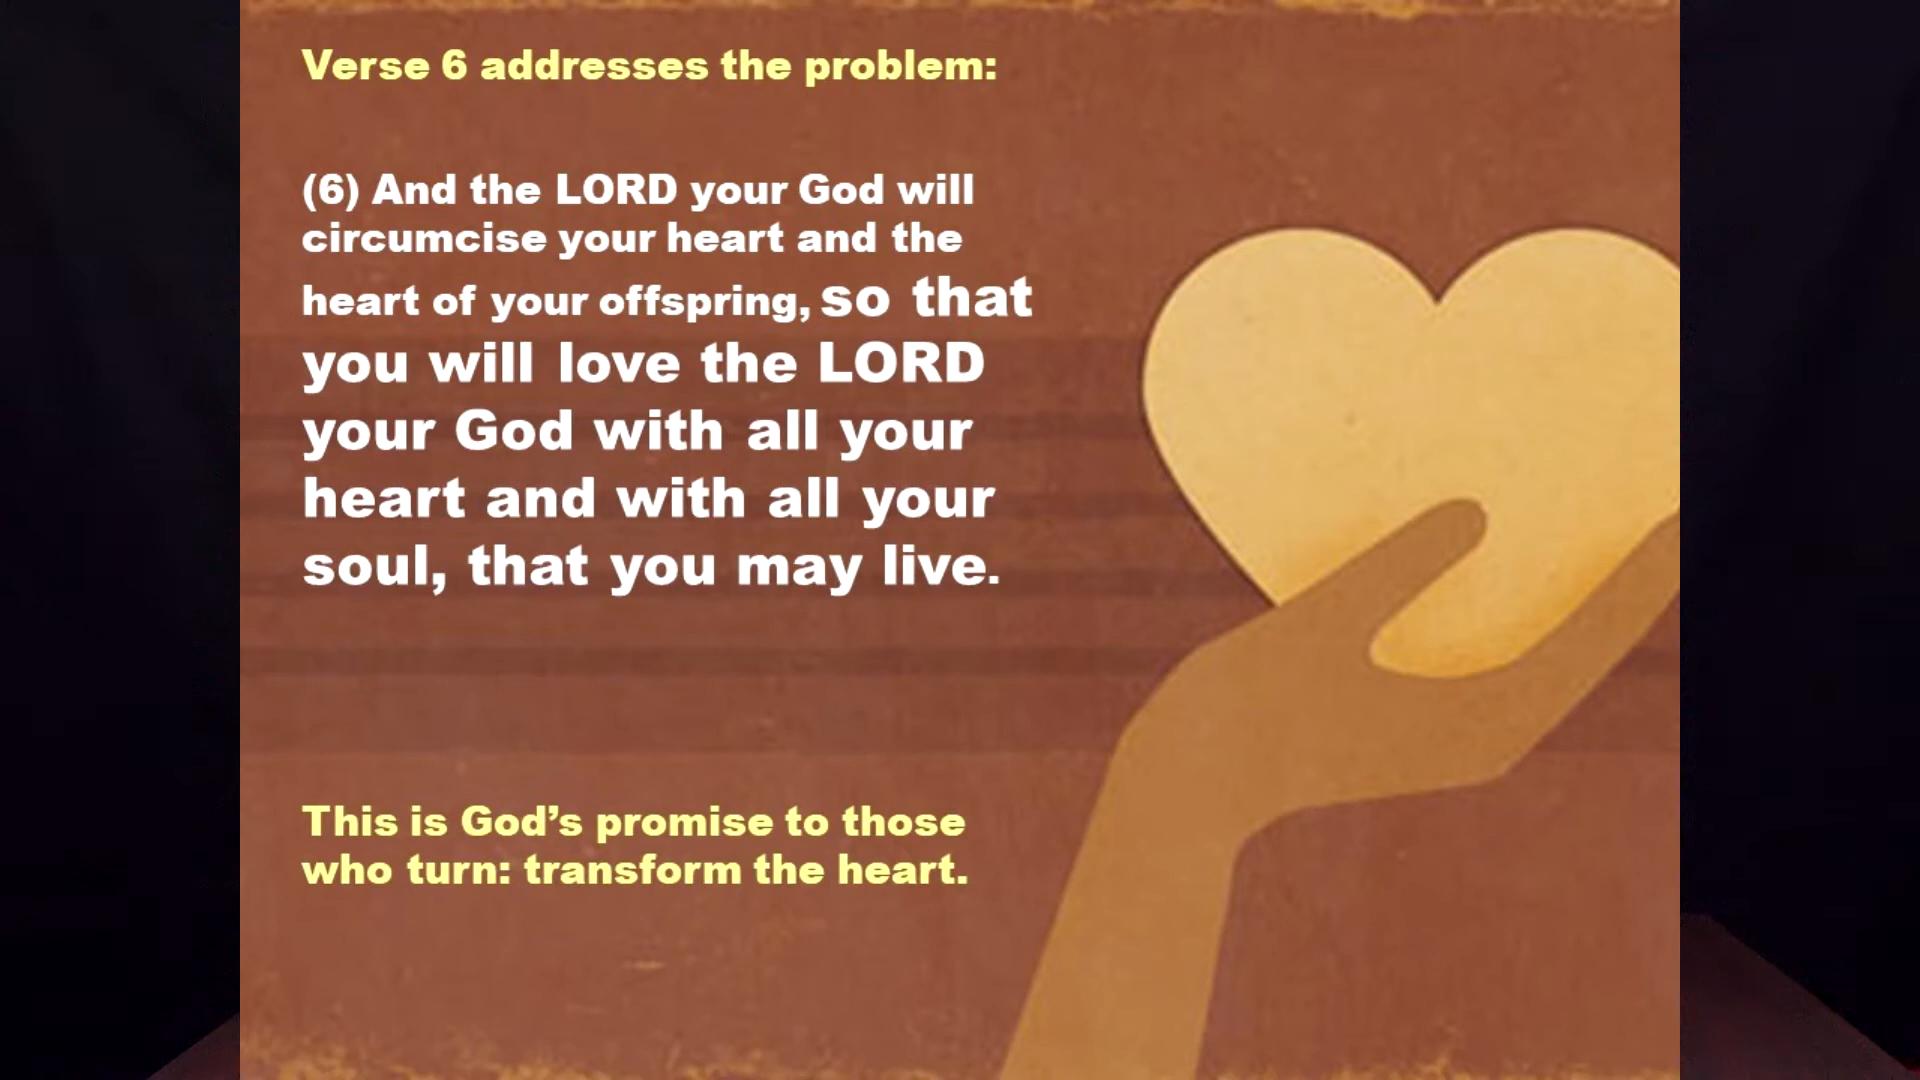 Verse 6 addresses the problem:
(6) And the LORD your God will
circumcise your heart and the
heart of your offspring, so that
you will love the LORD
your God with all your
heart and with all your
soul, that you may live.
This is God’s promise to those
who turn: transform the heart.